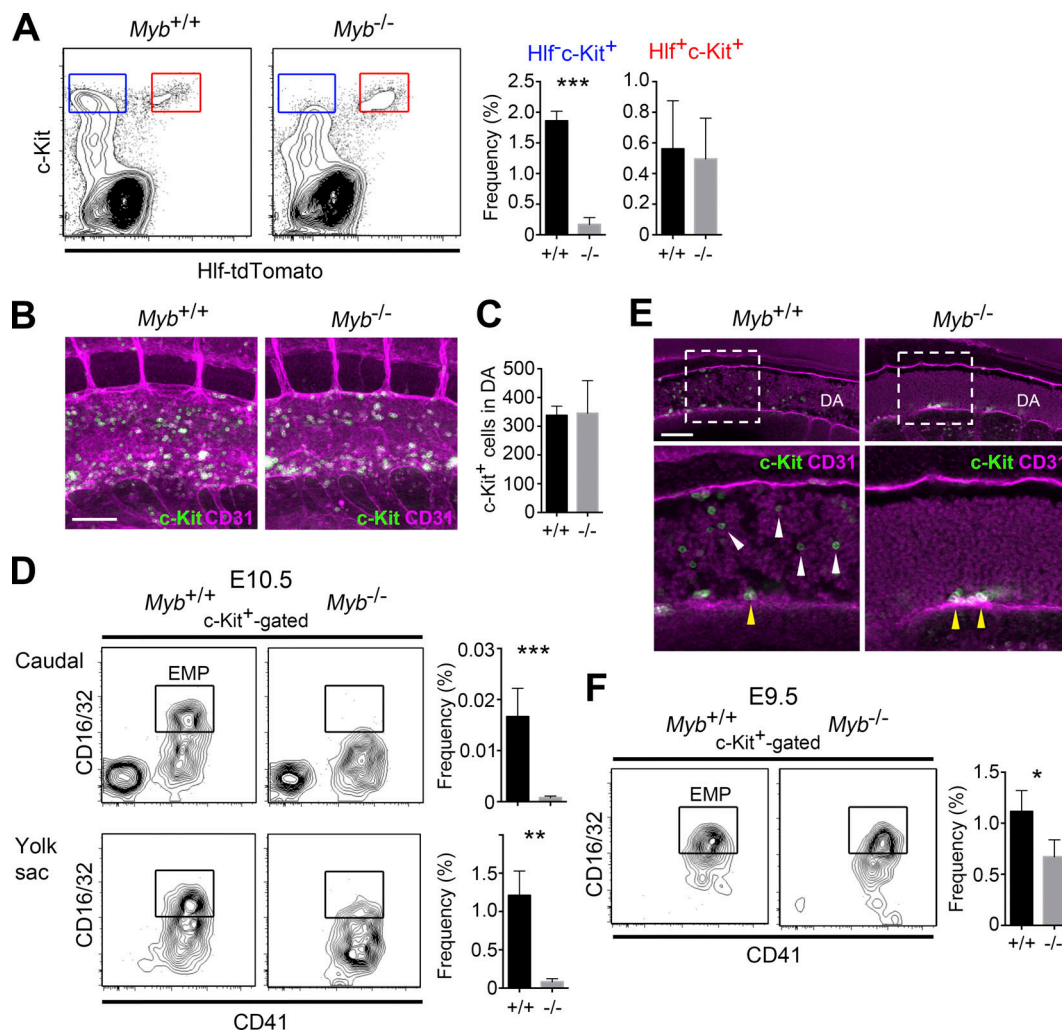 A
Myb+/+
Myb-/-
c-Kit
Hlf-tdTomato
Hlf-c-Kit+
Hlf+c-Kit+
Frequency (%)
2.5
2.0
1.5
1.0
0.5
0
***
+/+ -/-
1.0
0.8
0.6
0.4
0.2
0
+/+ -/-
B
Myb+/+
Myb-/-
c-Kit CD31
c-Kit CD31
C
c-Kit+ cells in DA
500
400
300
200
100
0
+/+ -/-
E
Myb+/+
Myb-/-
DA
DA
c-Kit CD31
c-Kit CD31
D
E10.5
Myb+/+
Myb-/-
c-Kit+-gated
Caudal
CD16/32
EMP
Frequency (%)
0.03
0.02
0.01
0
***
Yolk
sac
CD16/32
Frequency (%)
1.5
1.0
0.5
0
**
+/+ -/-
CD41
F
E9.5
Myb+/+
Myb-/-
c-Kit+-gated
CD16/32
EMP
CD41
Frequency (%)
1.5
1.0
0.5
0
*
+/+ -/-